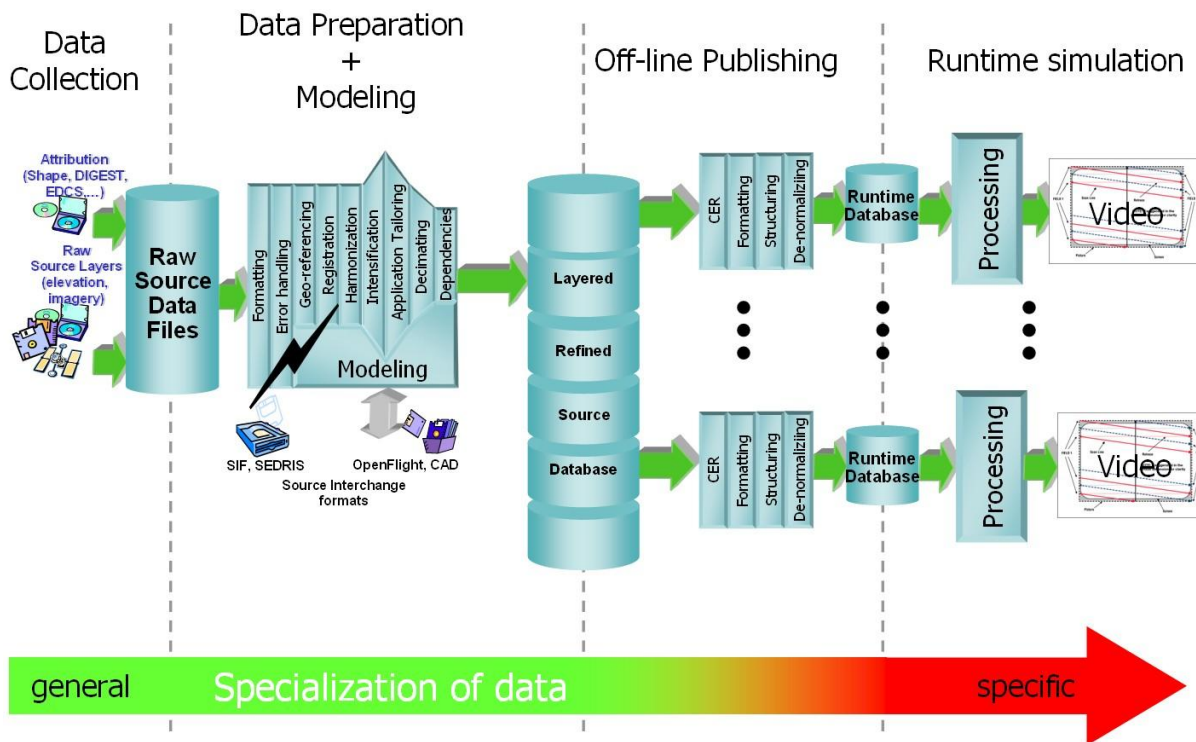 Data
Collection
Data Preparation
+
Modeling
Off-line Publishing
Runtime simulation
Attribution
(Shape, DIGEST,
EDCS,....)
Raw
Source Layers
(elevation,
imagery)
Raw
Source
Data
Files
Formatting
Error handling
Geo-referencing
Registration
Harmonization
Intensification
Application Tailoring
Decimating
Dependencies
Modeling
SIF, SEDRIS
OpenFlight, CAD
Source Interchange
formats
Layered
Refined
Source
Database
CER
Formatting
Structuring
De-normaliziing
Runtime
Database
Processing
Video
CER
Formatting
Structuring
De-normaliziing
Runtime
Database
Processing
Video
general
Specialization of data
specific